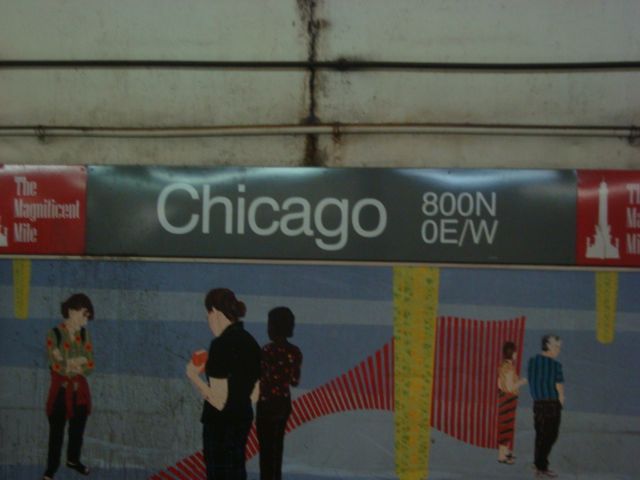 The
Magnificent
Mile
Chicago
800N
0E/W